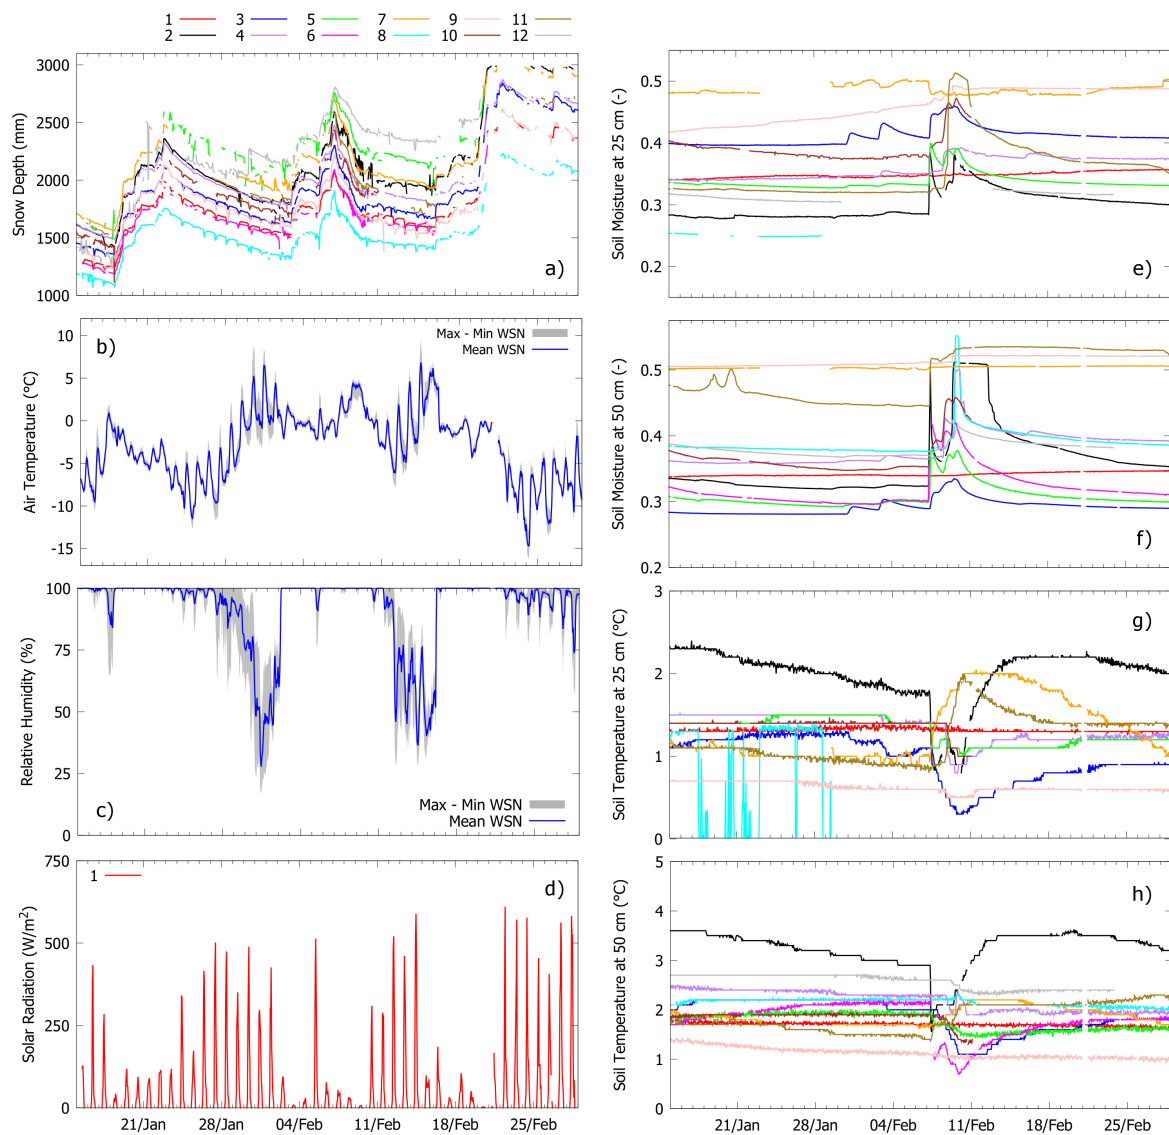 1 3 5 7 9 11
2 4 6 8 10 12
3000
2500
2000
1500
1000
Snow Depth (mm)
a)
10
5
0
-5
-10
-15
Air Temperature (°C)
b)
Max - Min WSN
Mean WSN
100
75
50
25
0
Relative Humidity (%)
c)
Max - Min WSN
Mean WSN
750
500
250
0
Solar Radiation (W/m²)
1
d)
21/Jan 28/Jan 04/Feb 11/Feb 18/Feb 25/Feb
0.5
0.4
0.3
0.2
Soil Moisture at 25 cm (-)
e)
0.5
0.4
0.3
0.2
Soil Moisture at 50 cm (-)
f)
3
2
1
0
Soil Temperature at 25 cm (°C)
g)
5
4
3
2
1
0
Soil Temperature at 50 cm (°C)
h)
21/Jan 28/Jan 04/Feb 11/Feb 18/Feb 25/Feb